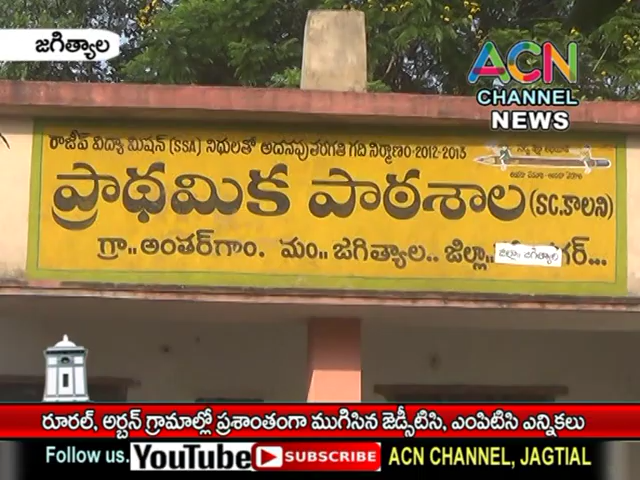 జగిత్యాల
ACN
CHANNEL
NEWS
రాజీవ్ విద్యా మిషన్ (SSA) నిధులతో అదనపు తరగతి గది నిర్మాణం-2012-2013
ప్రాథమిక పాఠశాల (SC.కాలని)
గ్రా.. అంతర్‌గాం. మం.. జగిత్యాల.. జిల్లా..
జిల్లా జగిత్యాల
రూరల్, అర్బన్ గ్రామాల్లో ప్రశాంతంగా ముగిసిన జెడ్పీటిసి, ఎంపిటిసి ఎన్నికలు
Follow us. YouTube SUBSCRIBE ACN CHANNEL, JAGTIAL